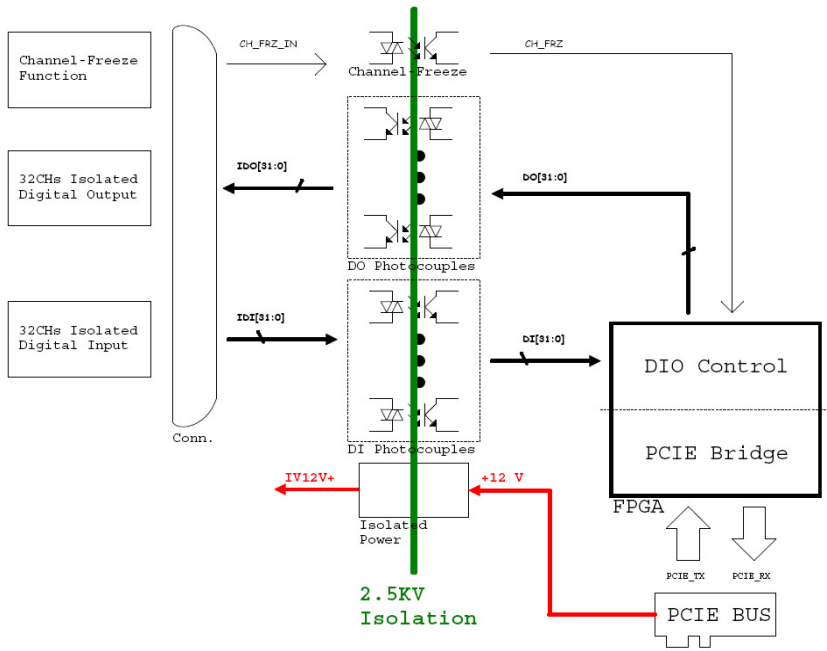 Channel-Freeze
Function
CH_FRZ_IN
Channel-Freeze
CH_FRZ
32CHs Isolated
Digital Output
IDO[31:0]
DO[31:0]
DO Photocouples
32CHs Isolated
Digital Input
IDI[31:0]
DI[31:0]
DI Photocouples
Conn.
DIO Control
PCIE Bridge
FPGA
IV12V+
+12 V
Isolated
Power
PCIE_TX
PCIE_RX
PCIE BUS
2.5KV
Isolation